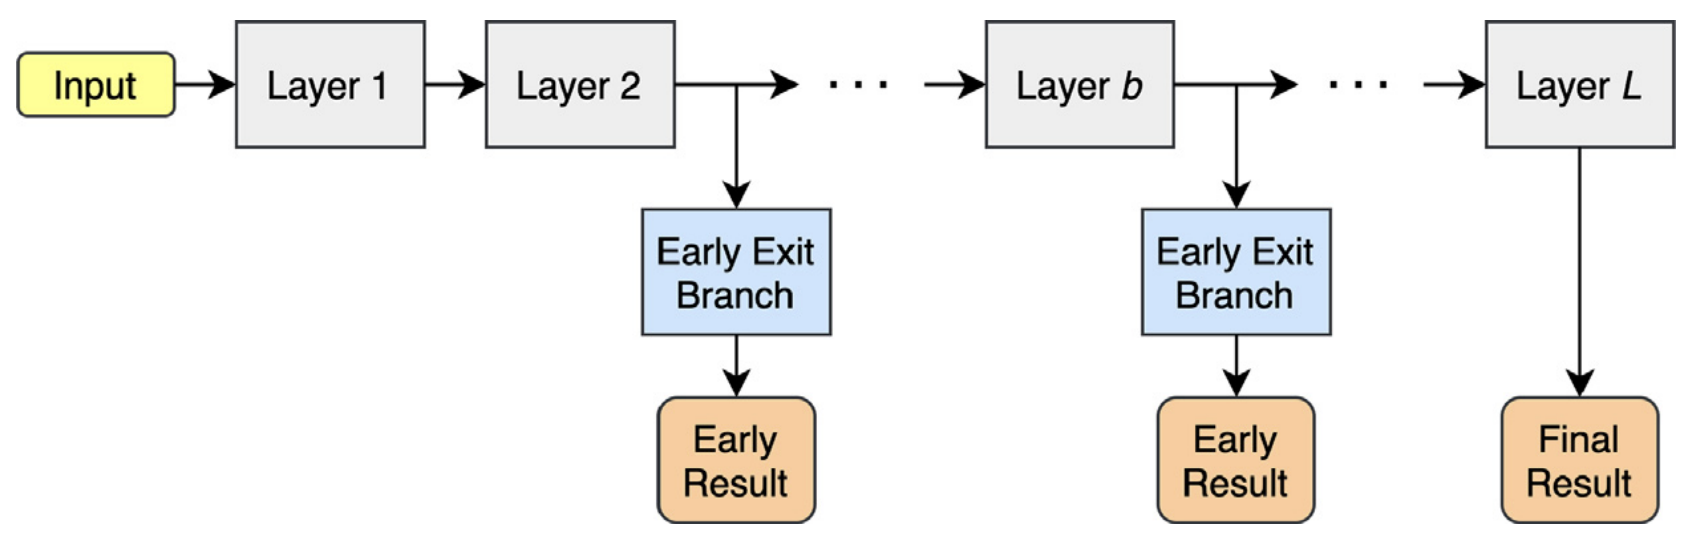 Input
Layer 1
Layer 2
. . .
Layer b
. . .
Layer L
Early Exit
Branch
Early Exit
Branch
Early
Result
Early
Result
Final
Result